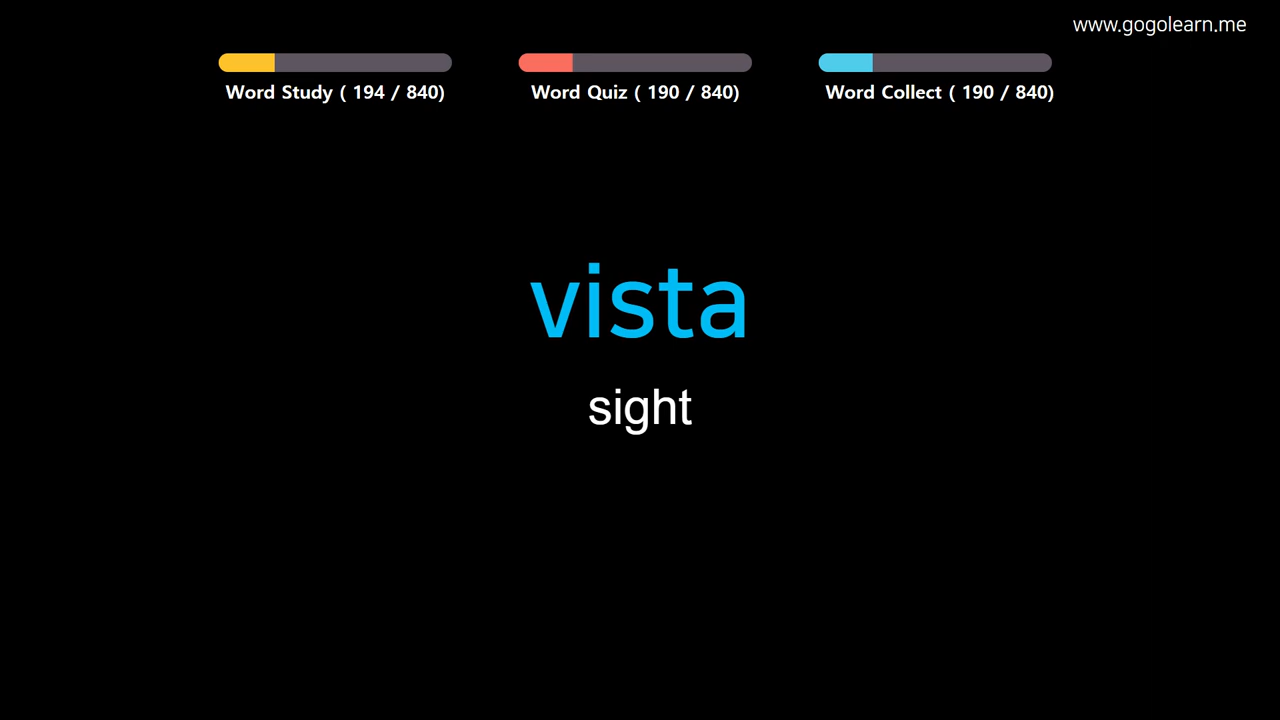 www.gogolearn.me
Word Study ( 194 / 840)
Word Quiz ( 190 / 840)
Word Collect ( 190 / 840)
vista
sight